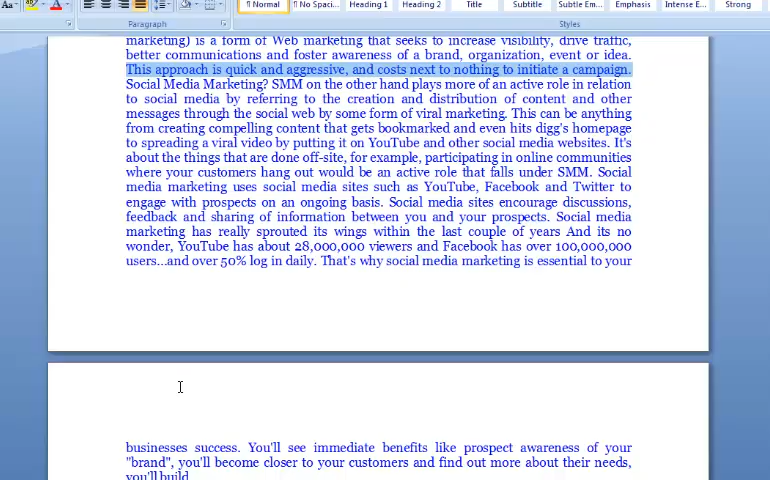 Aa
Paragraph
Styles
¶ Normal
¶ No Spaci...
Heading 1
Heading 2
Title
Subtitle
Subtle Em...
Emphasis
Intense E...
Strong
marketing) is a form of Web marketing that seeks to increase visibility, drive traffic,
better communications and foster awareness of a brand, organization, event or idea.
This approach is quick and aggressive, and costs next to nothing to initiate a campaign.
Social Media Marketing? SMM on the other hand plays more of an active role in relation
to social media by referring to the creation and distribution of content and other
messages through the social web by some form of viral marketing. This can be anything
from creating compelling content that gets bookmarked and even hits digg's homepage
to spreading a viral video by putting it on YouTube and other social media websites. It's
about the things that are done off-site, for example, participating in online communities
where your customers hang out would be an active role that falls under SMM. Social
media marketing uses social media sites such as YouTube, Facebook and Twitter to
engage with prospects on an ongoing basis. Social media sites encourage discussions,
feedback and sharing of information between you and your prospects. Social media
marketing has really sprouted its wings within the last couple of years And its no
wonder, YouTube has about 28,000,000 viewers and Facebook has over 100,000,000
users...and over 50% log in daily. That's why social media marketing is essential to your
businesses success. You'll see immediate benefits like prospect awareness of your
"brand", you'll become closer to your customers and find out more about their needs,
you'll build